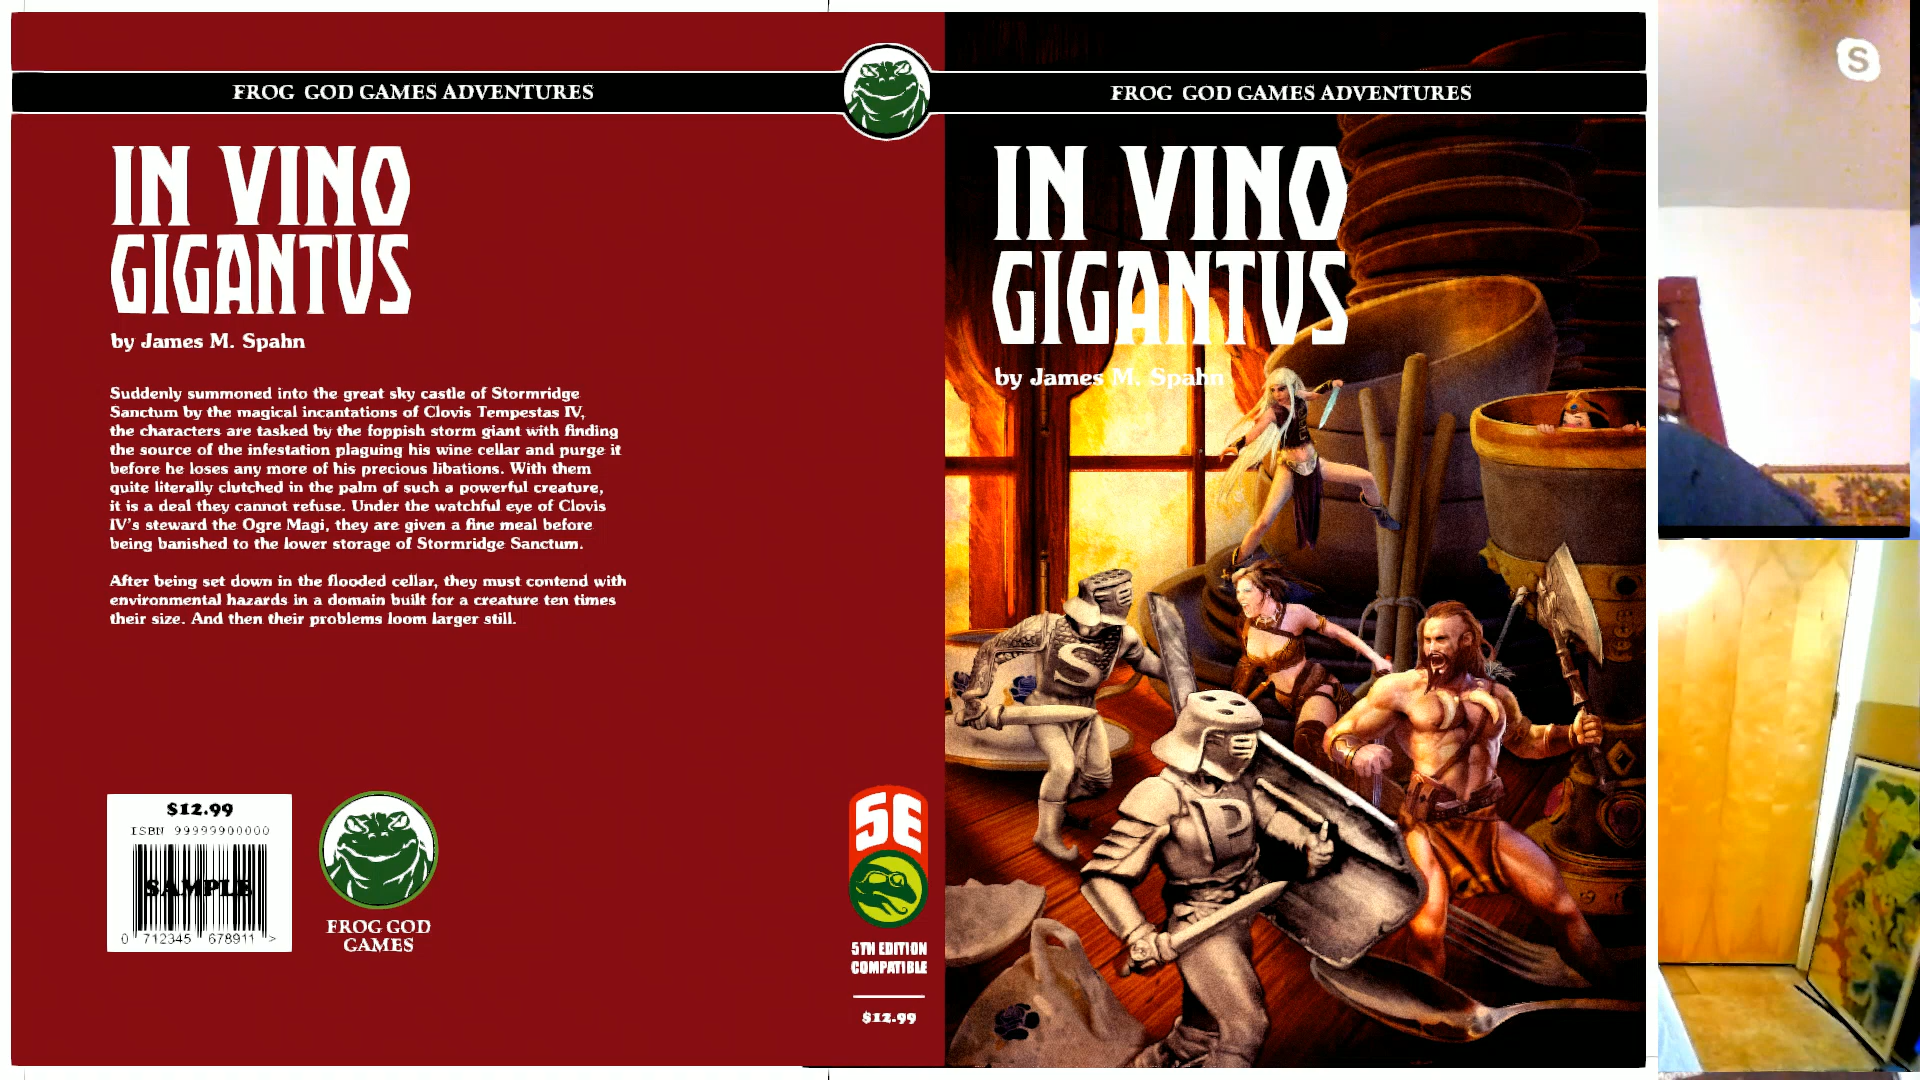 FROG GOD GAMES ADVENTURES
IN VINO
GIGANTUS
by James M. Spahn
Suddenly summoned into the great sky castle of Stormridge
Sanctum by the magical incantations of Clovis Tempestas IV,
the characters are tasked by the foppish storm giant with finding
the source of the infestation plaguing his wine cellar and purge it
before he loses any more of his precious libations. With them
quite literally clutched in the palm of such a powerful creature,
it is a deal they cannot refuse. Under the watchful eye of Clovis
IV's steward the Ogre Magi, they are given a fine meal before
being banished to the lower storage of Stormridge Sanctum.
After being set down in the flooded cellar, they must contend with
environmental hazards in a domain built for a creature ten times
their size. And then their problems loom larger still.
$12.99
ISBN 99999900000
SAMPLE
0 712345 678911 >
FROG GOD
GAMES
5E
5TH EDITION
COMPATIBLE
$12.99
FROG GOD GAMES ADVENTURES
IN VINO
GIGANTUS
by James M. Spahn
S
P
S